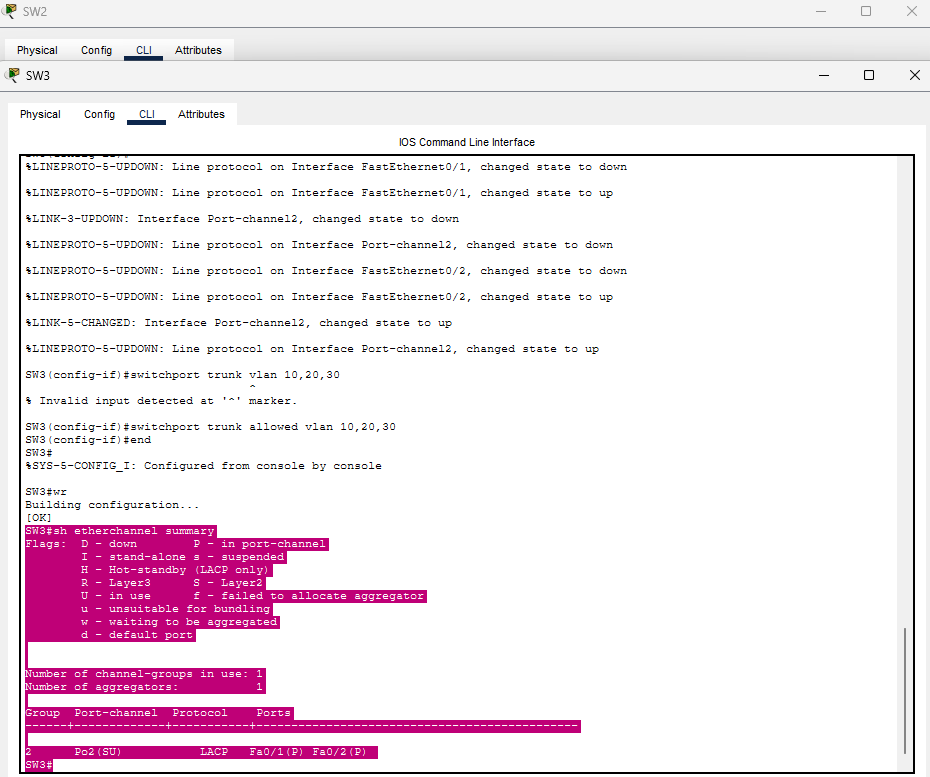 SW2
Physical Config CLI Attributes
SW3
Physical Config CLI Attributes
IOS Command Line Interface
%LINEPROTO-5-UPDOWN: Line protocol on Interface FastEthernet0/1, changed state to down
%LINEPROTO-5-UPDOWN: Line protocol on Interface FastEthernet0/1, changed state to up
%LINK-3-UPDOWN: Interface Port-channel2, changed state to down
%LINEPROTO-5-UPDOWN: Line protocol on Interface Port-channel2, changed state to down
%LINEPROTO-5-UPDOWN: Line protocol on Interface FastEthernet0/2, changed state to down
%LINEPROTO-5-UPDOWN: Line protocol on Interface FastEthernet0/2, changed state to up
%LINK-5-CHANGED: Interface Port-channel2, changed state to up
%LINEPROTO-5-UPDOWN: Line protocol on Interface Port-channel2, changed state to up
SW3(config-if)#switchport trunk vlan 10,20,30
^
% Invalid input detected at '^' marker.
SW3(config-if)#switchport trunk allowed vlan 10,20,30
SW3(config-if)#end
SW3#
%SYS-5-CONFIG_I: Configured from console by console
SW3#wr
Building configuration...
[OK]
SW3#sh etherchannel summary
Flags:  D - down        P - in port-channel
        I - stand-alone s - suspended
        H - Hot-standby (LACP only)
        R - Layer3      S - Layer2
        U - in use      f - failed to allocate aggregator
        u - unsuitable for bundling
        w - waiting to be aggregated
        d - default port
Number of channel-groups in use: 1
Number of aggregators:           1
Group  Port-channel  Protocol    Ports
------+-------------+-----------+----------------------------------------------
2      Po2(SU)           LACP   Fa0/1(P) Fa0/2(P)
SW3#